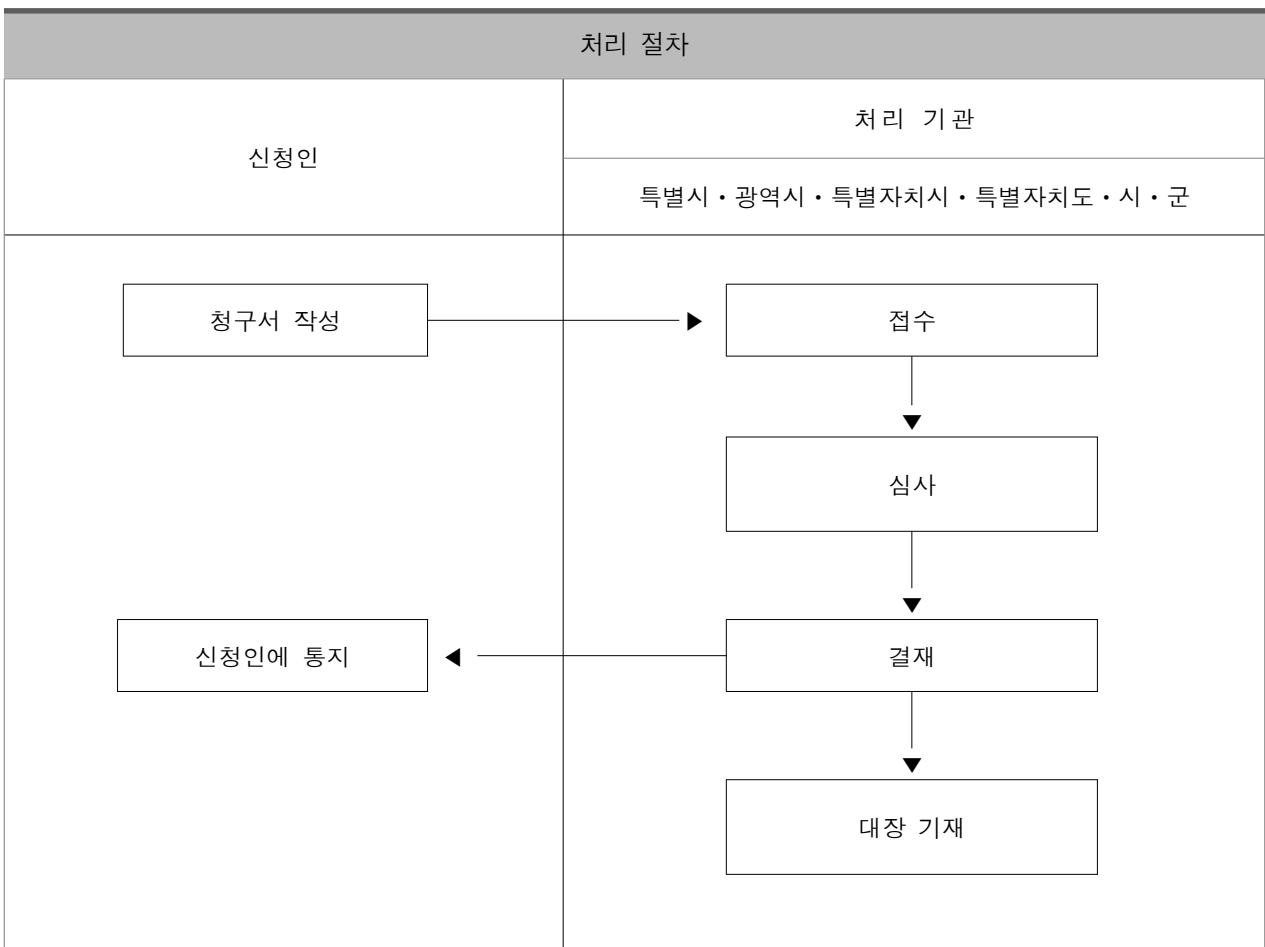 처리 절차
신청인
처리 기관
특별시・광역시・특별자치시・특별자치도・시・군
청구서 작성
접수
심사
신청인에 통지
결재
대장 기재